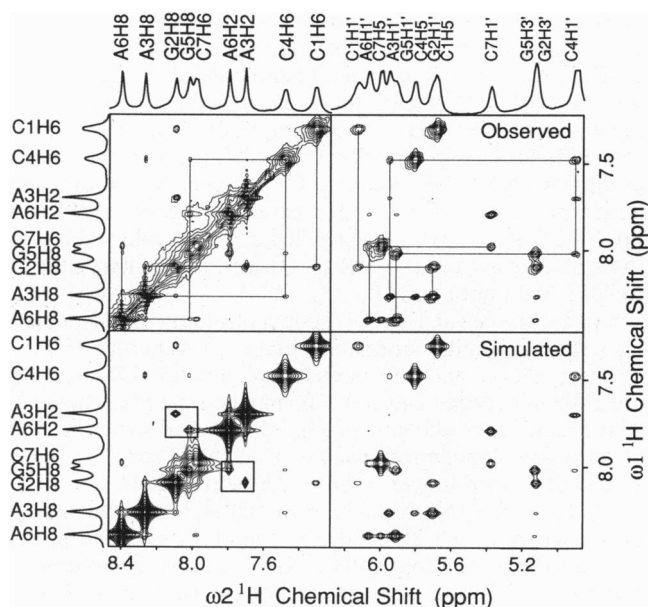 A6H8
A3H8
G2H8
G5H8
C7H6
A6H2
A3H2
C4H6
C1H6
C1H1'
A6H1'
C7H5
A3H1'
G5H1'
C4H5
G2H1'
C1H5
C7H1'
G5H3'
G2H3'
C4H1'
C1H6
C4H6
A3H2
A6H2
C7H6
G5H8
G2H8
A3H8
A6H8
Observed
7.5
8.0
ω1 ¹H Chemical Shift (ppm)
C1H6
C4H6
A3H2
A6H2
C7H6
G5H8
G2H8
A3H8
A6H8
Simulated
7.5
8.0
8.4 8.0 7.6 6.0 5.6 5.2
ω2 ¹H Chemical Shift (ppm)